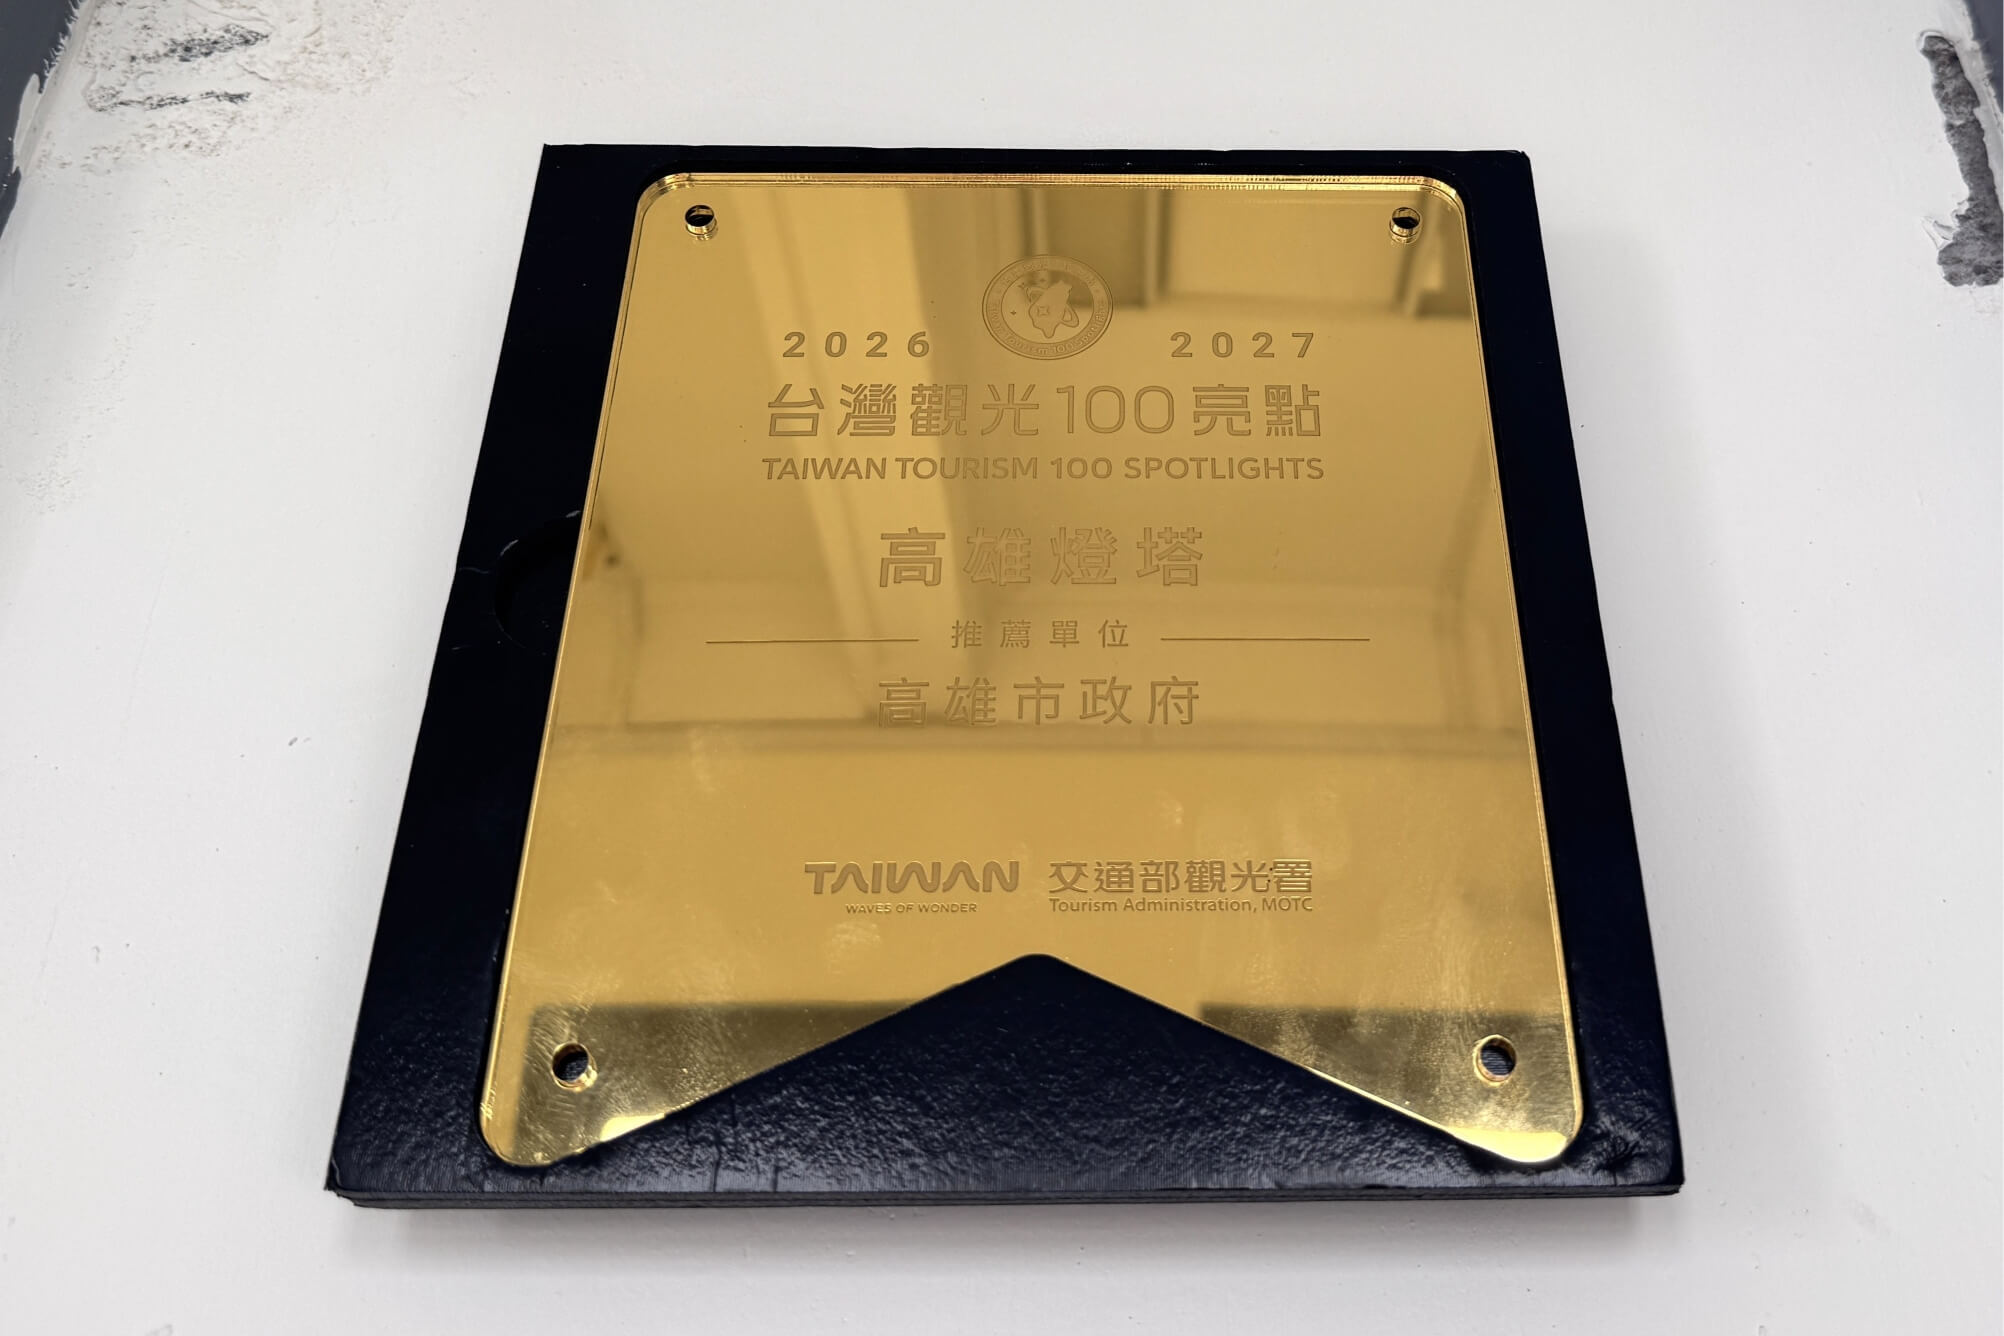 2026 2027
台灣觀光100亮點
TAIWAN TOURISM 100 SPOTLIGHTS
高雄燈塔
推薦單位
高雄市政府
TAIWAN 交通部觀光署
WAVES OF WONDER Tourism Administration, MOTC